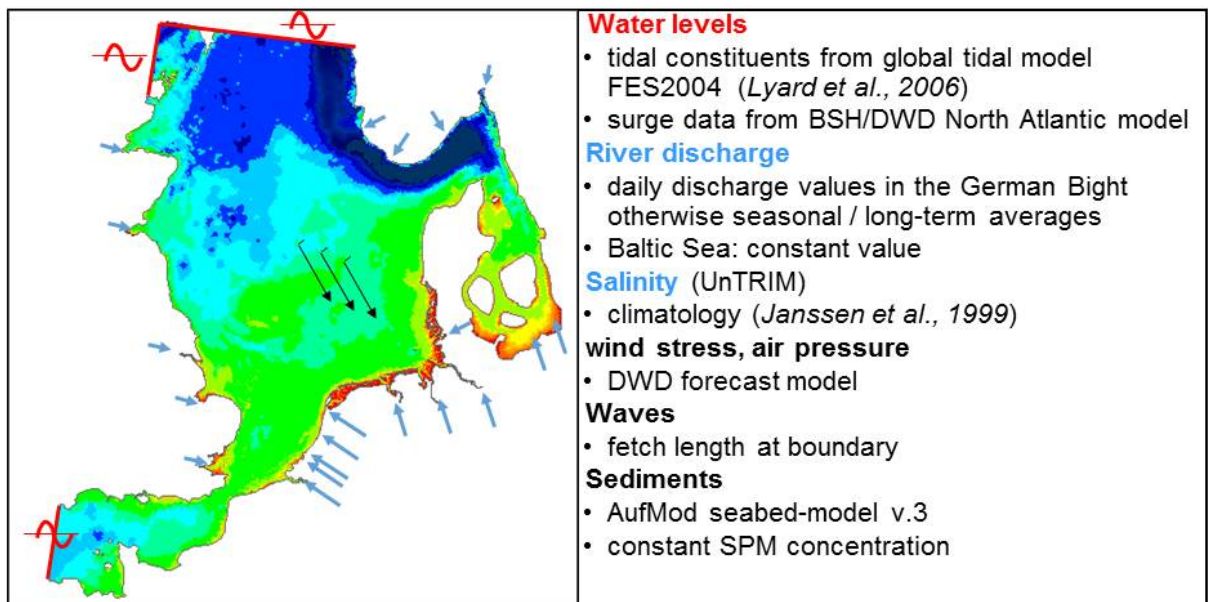 Water levels
• tidal constituents from global tidal model
FES2004 (Lyard et al., 2006)
• surge data from BSH/DWD North Atlantic model
River discharge
• daily discharge values in the German Bight
otherwise seasonal / long-term averages
• Baltic Sea: constant value
Salinity (UnTRIM)
• climatology (Janssen et al., 1999)
wind stress, air pressure
• DWD forecast model
Waves
• fetch length at boundary
Sediments
• AufMod seabed-model v.3
• constant SPM concentration